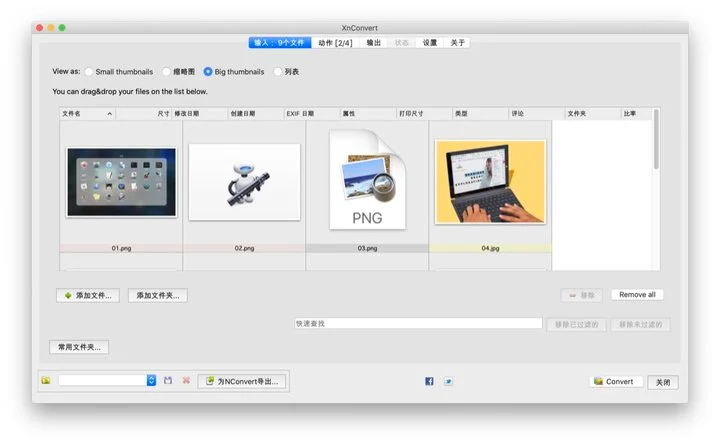 XnConvert
输入：9个文件 动作 [2/4] 输出 状态 设置 关于
View as: Small thumbnails 缩略图 Big thumbnails 列表
You can drag&drop your files on the list below.
文件名 尺寸 修改日期 创建日期 EXIF 日期 属性 打印尺寸 类型 评论 文件夹 比率
PNG
01.png 02.png 03.png 04.jpg
添加文件... 添加文件夹... 移除 Remove all
快速查找 移除已过滤的 移除未过滤的
常用文件夹...
为NConvert导出... Convert 关闭